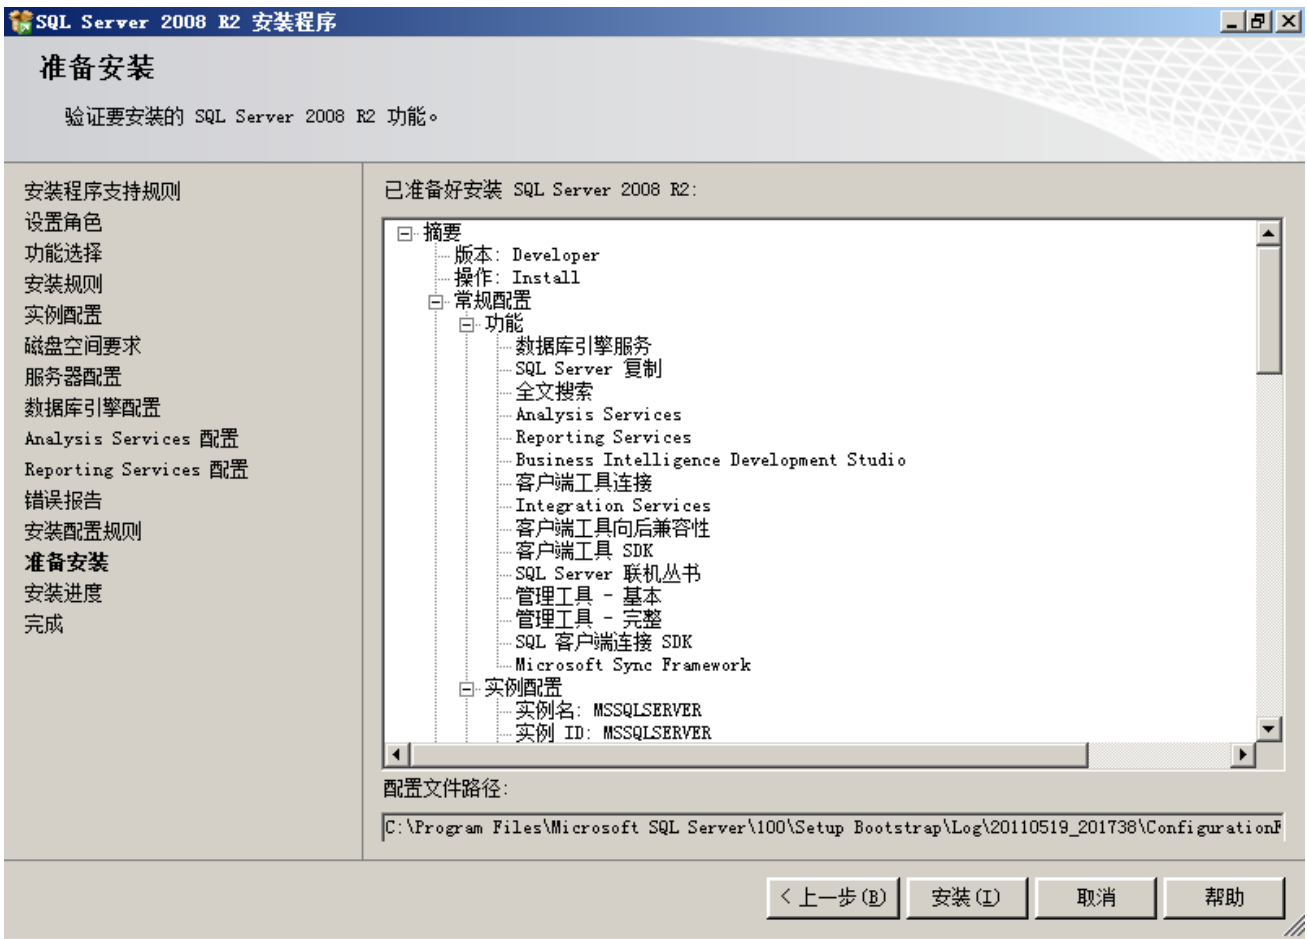 SQL Server 2008 R2 安装程序
准备安装
验证要安装的 SQL Server 2008 R2 功能。
安装程序支持规则
设置角色
功能选择
安装规则
实例配置
磁盘空间要求
服务器配置
数据库引擎配置
Analysis Services 配置
Reporting Services 配置
错误报告
安装配置规则
准备安装
安装进度
完成
已准备好安装 SQL Server 2008 R2:
摘要
版本: Developer
操作: Install
常规配置
功能
数据库引擎服务
SQL Server 复制
全文搜索
Analysis Services
Reporting Services
Business Intelligence Development Studio
客户端工具连接
Integration Services
客户端工具向后兼容性
客户端工具 SDK
SQL Server 联机丛书
管理工具 - 基本
管理工具 - 完整
SQL 客户端连接 SDK
Microsoft Sync Framework
实例配置
实例名: MSSQLSERVER
实例 ID: MSSQLSERVER
配置文件路径:
C:\Program Files\Microsoft SQL Server\100\Setup Bootstrap\Log\20110519_201738\ConfigurationF
< 上一步(B) 安装(I) 取消 帮助